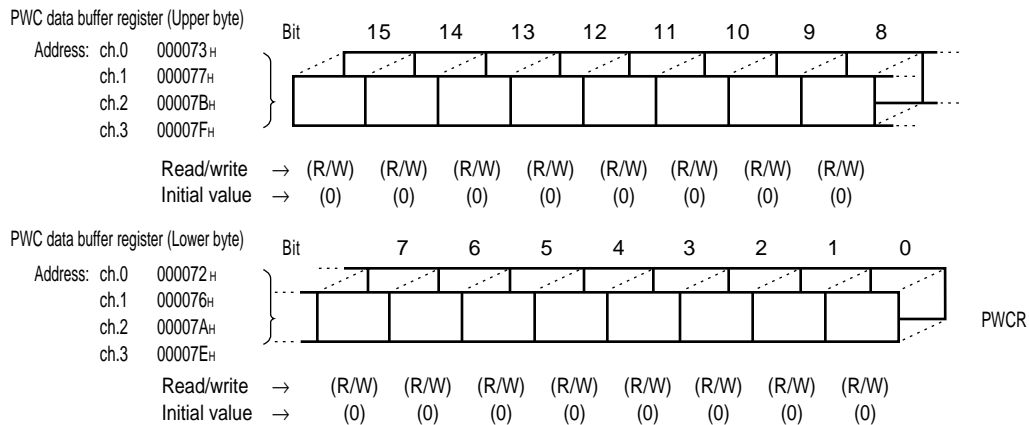 PWC data buffer register (Upper byte) Bit 15 14 13 12 11 10 9 8
Address: ch.0 000073H
ch.1 000077H
ch.2 00007BH
ch.3 00007FH
Read/write → (R/W) (R/W) (R/W) (R/W) (R/W) (R/W) (R/W) (R/W)
Initial value → (0) (0) (0) (0) (0) (0) (0) (0)
PWC data buffer register (Lower byte) Bit 7 6 5 4 3 2 1 0
Address: ch.0 000072H
ch.1 000076H
ch.2 00007AH PWCR
ch.3 00007EH
Read/write → (R/W) (R/W) (R/W) (R/W) (R/W) (R/W) (R/W) (R/W)
Initial value → (0) (0) (0) (0) (0) (0) (0) (0)